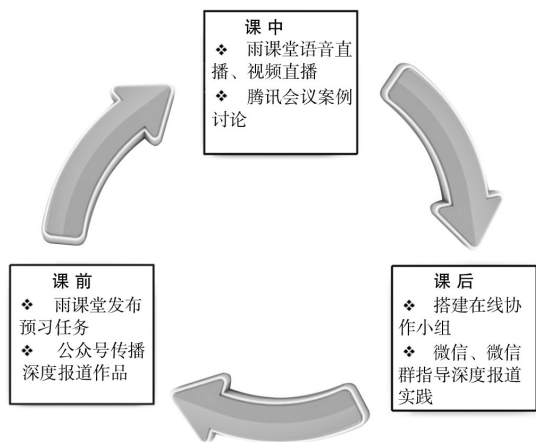 课中
❖ 雨课堂语音直
播、视频直播
❖ 腾讯会议案例
讨论
课前
❖ 雨课堂发布
预习任务
❖ 公众号传播
深度报道作品
课后
❖ 搭建在线协
作小组
❖ 微信、微信
群指导深度报道
实践